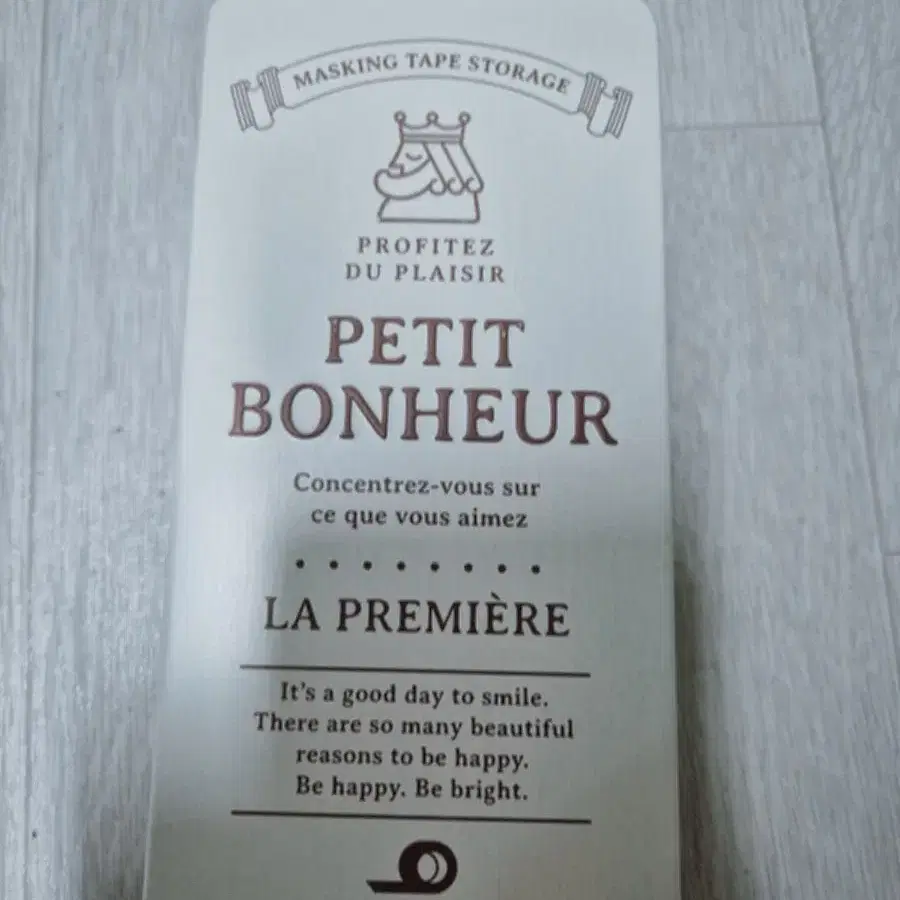 MASKING TAPE STORAGE
PROFITEZ
DU PLAISIR
PETIT
BONHEUR
Concentrez-vous sur
ce que vous aimez
LA PREMIÈRE
It's a good day to smile.
There are so many beautiful
reasons to be happy.
Be happy. Be bright.